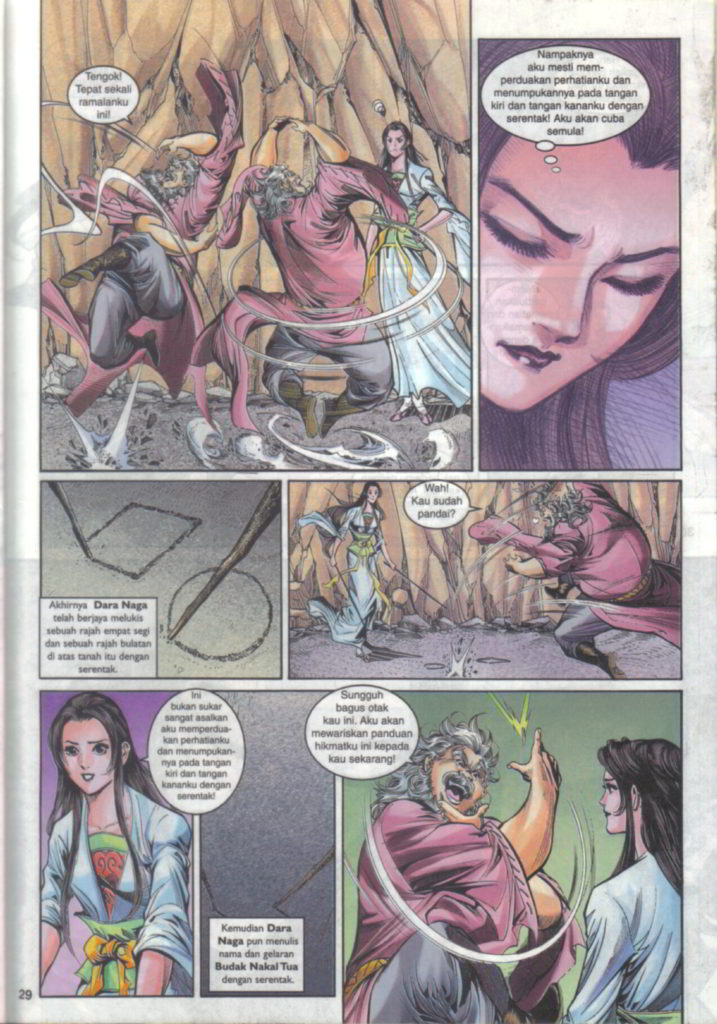 Tengok!
Tepat sekali
ramalanku
ini!
Nampaknya
aku mesti mem-
perduakan perhatianku dan
menumpukannya pada tangan
kiri dan tangan kananku dengan
serentak! Aku akan cuba
semula!
Akhirnya Dara Naga
telah berjaya melukis
sebuah rajah empat segi
dan sebuah rajah bulatan
di atas tanah itu dengan
serentak.
Wah!
Kau sudah
pandai?
Ini
bukan sukar
sangat asalkan
aku memperdua-
kan perhatianku
dan menumpukan-
nya pada tangan
kiri dan tangan
kananku dengan
serentak!
Kemudian Dara
Naga pun menulis
nama dan gelaran
Budak Nakal Tua
dengan serentak.
Sungguh
bagus otak
kau ini. Aku akan
mewariskan panduan
hikmatku ini kepada
kau sekarang!
29